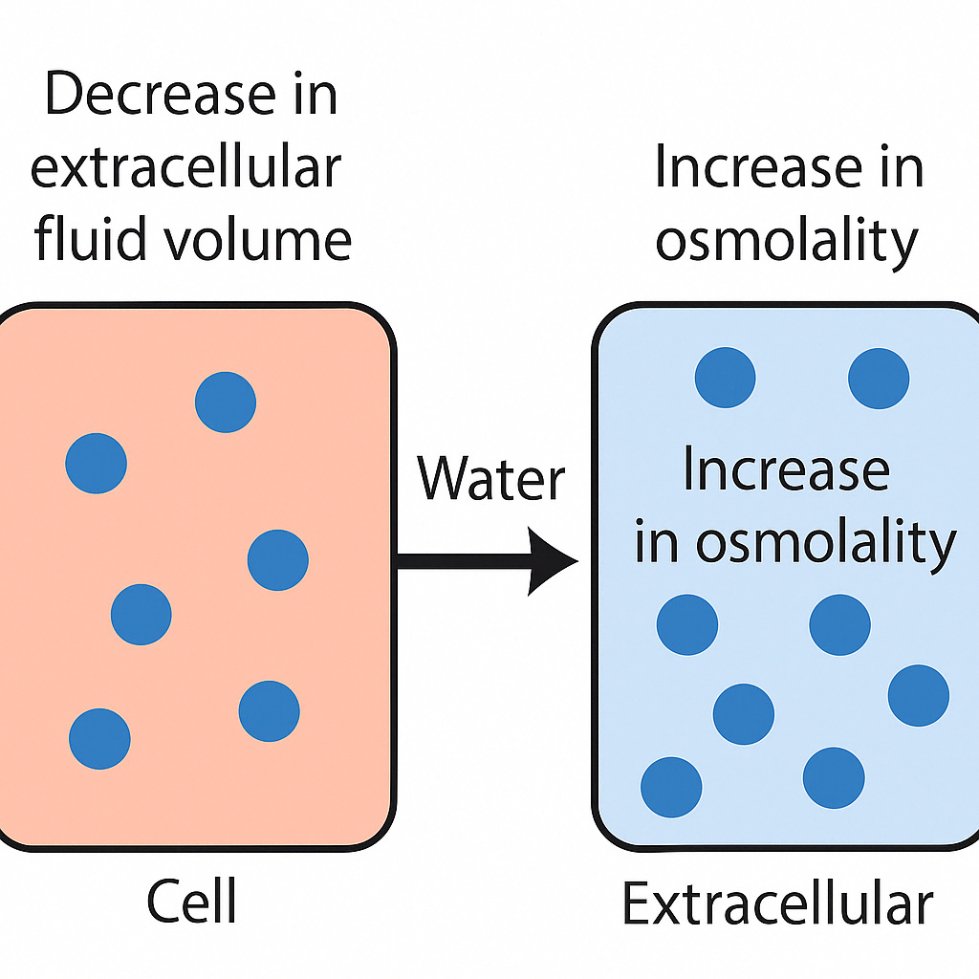 Decrease in
extracellular
fluid volume
Increase in
osmolality
Water
Increase
in osmolality
Cell
Extracellular